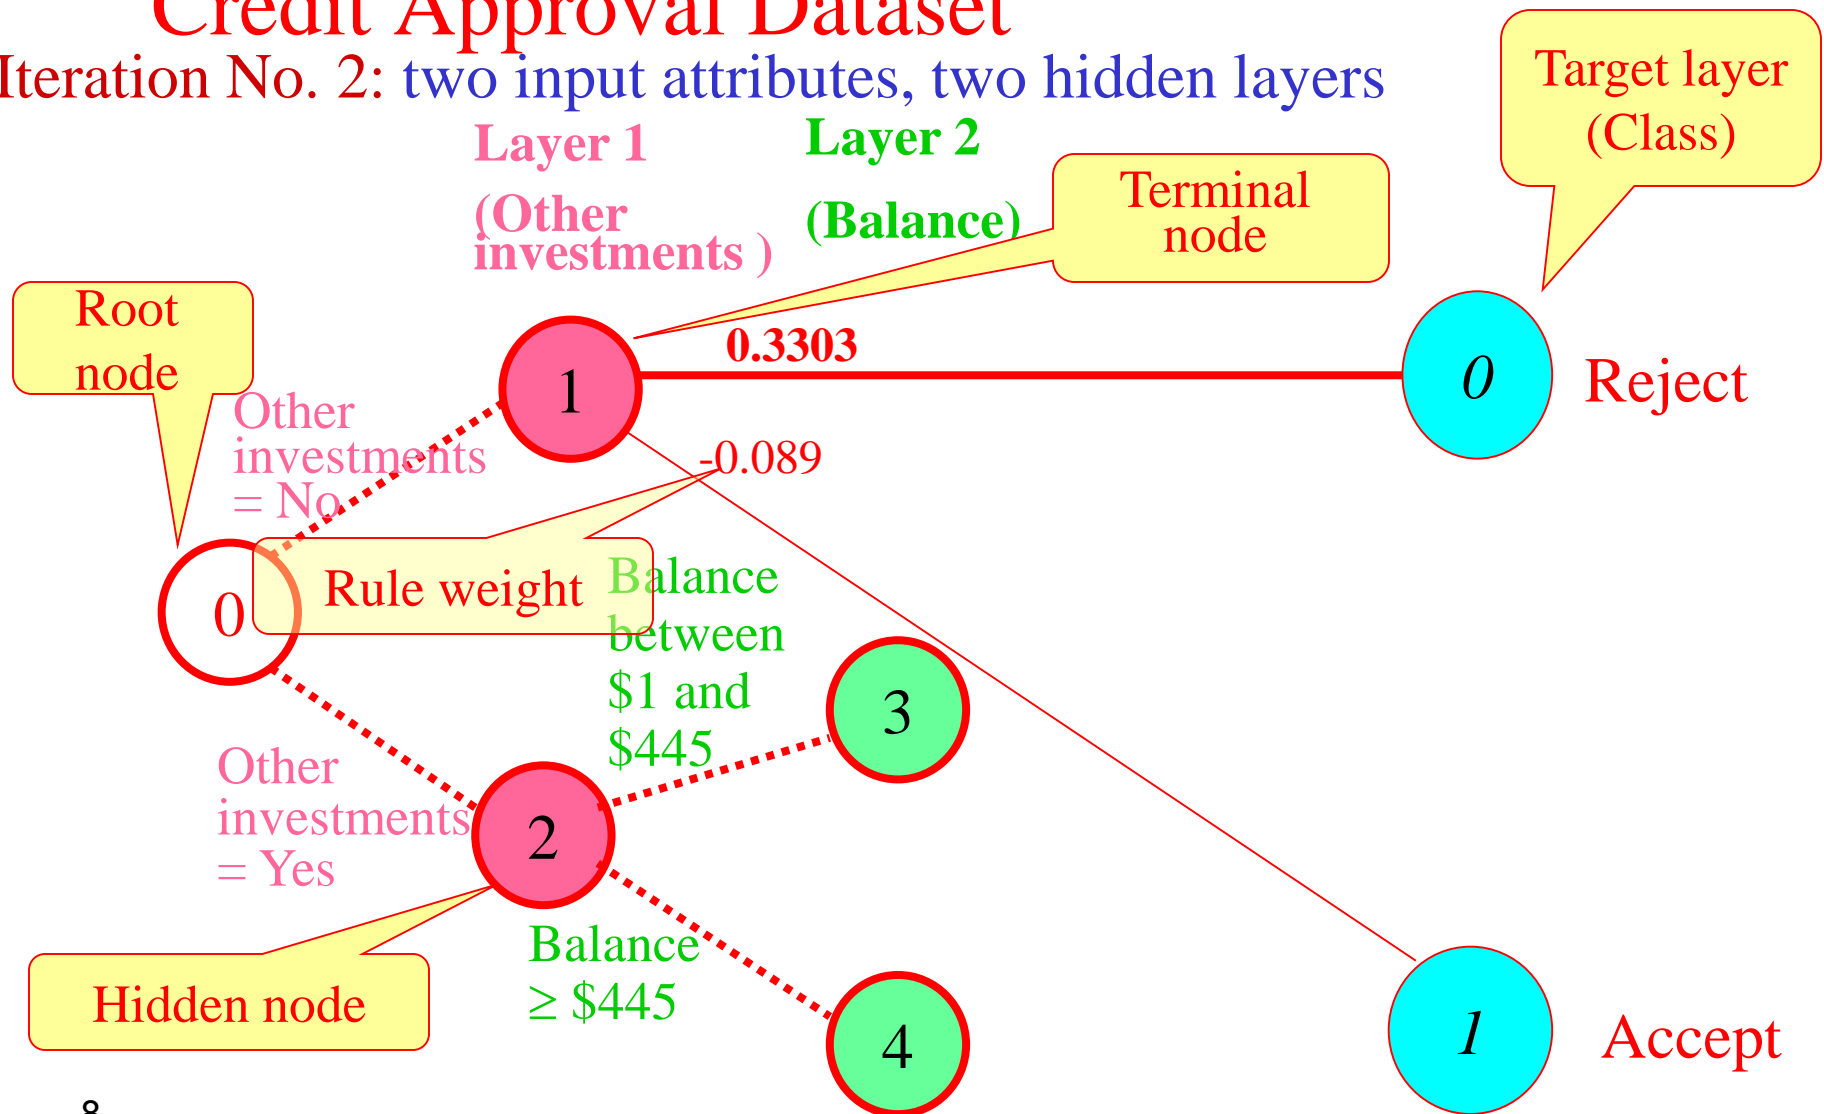 Credit Approval Dataset
Iteration No. 2: two input attributes, two hidden layers
Target layer
(Class)
Layer 1
(Other
investments )
Layer 2
(Balance)
Terminal
node
Root
node
1
0.3303
0
Reject
Other
investments
= No
-0.089
Rule weight
0
Balance
between
$1 and
$445
3
Other
investments
= Yes
2
Hidden node
Balance
≥ $445
4
1
Accept
8